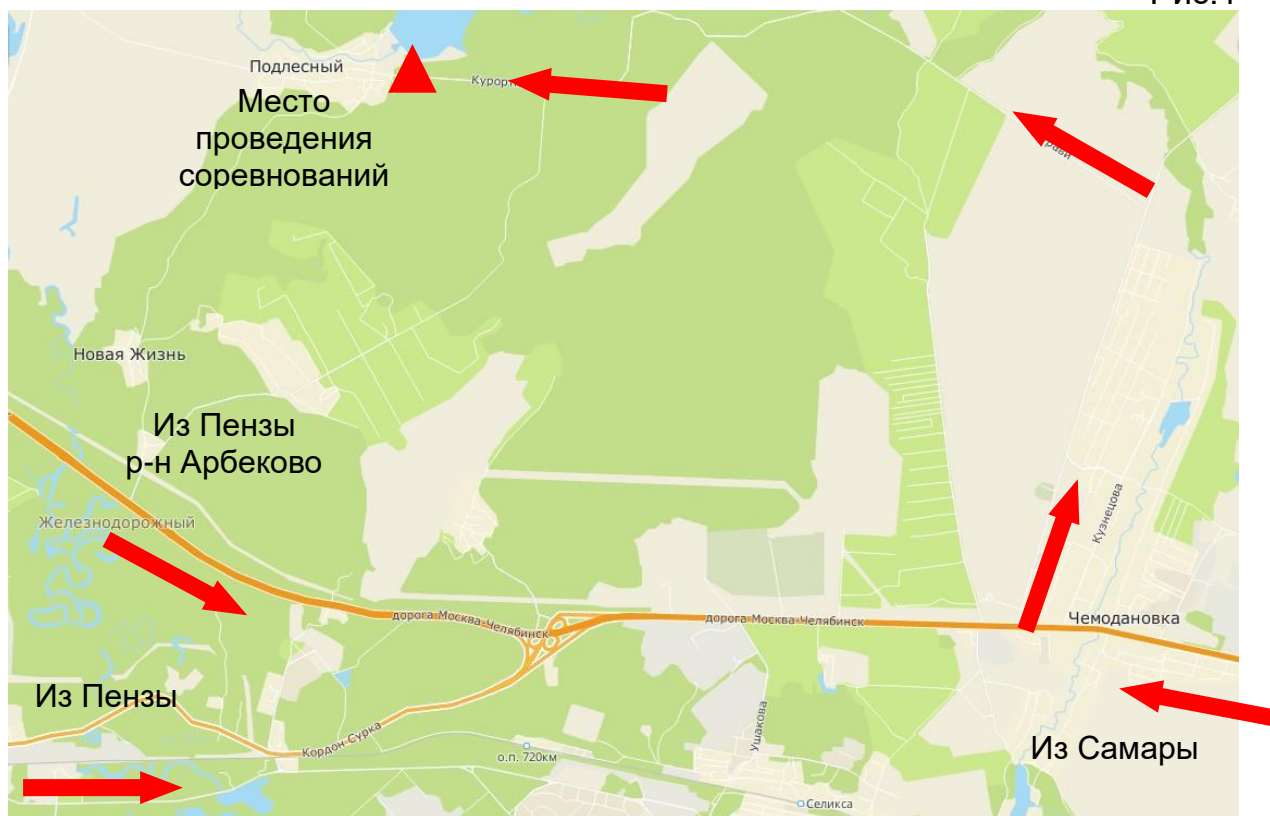 Рис.1
Подлесный
Место
проведения
соревнований
Новая Жизнь
Из Пензы
р-н Арбеково
Железнодорожный
Кузнецова
дорога Москва-Челябинск
дорога Москва-Челябинск
Чемодановка
Из Пензы
Кордон Сурка
Ушакова
о.п. 720км
Из Самары
Селикса